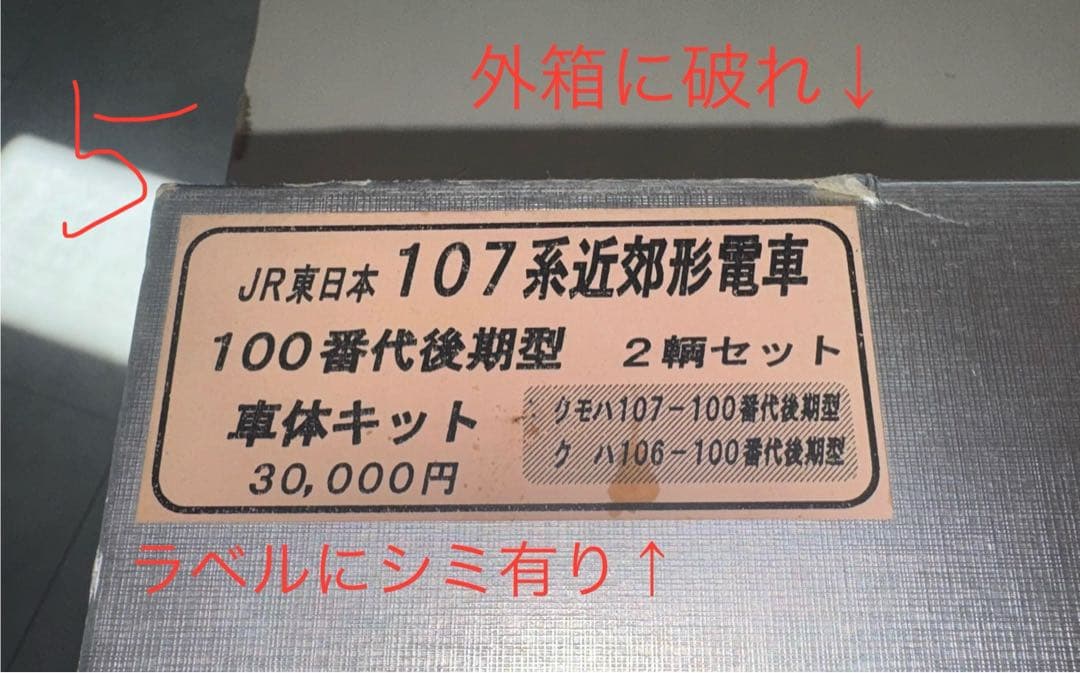 外箱に破れ↓
5
JR東日本 107系近郊形電車
100番代後期型 2輌セット
車体キット
クモハ107-100番代後期型
ク ハ106-100番代後期型
30,000円
ラベルにシミ有り↑